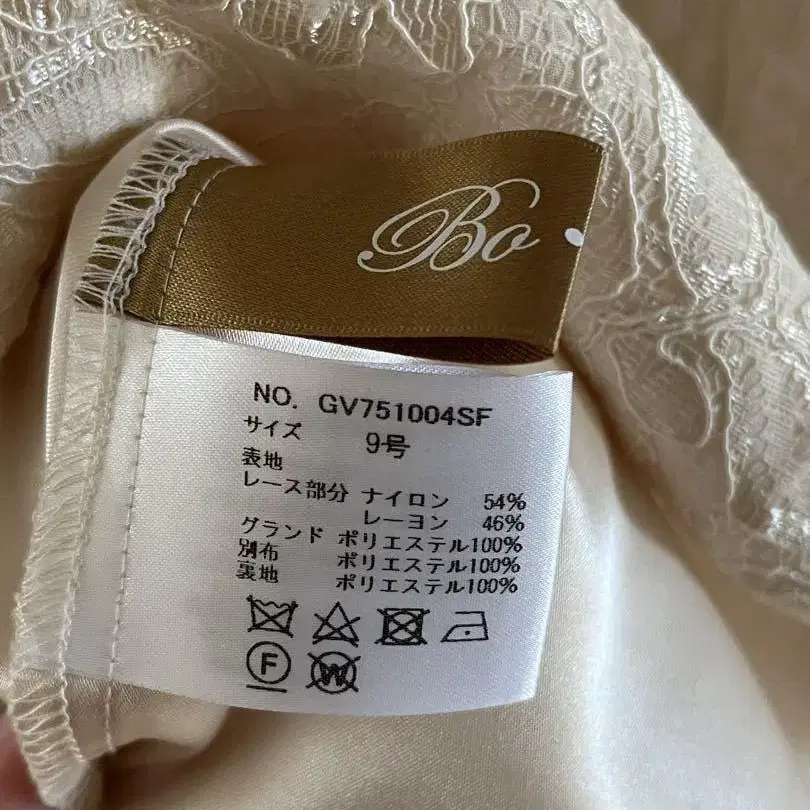 Bo
NO. GV751004SF
サイズ 9号
表地
レース部分 ナイロン 54%
レーヨン 46%
グランド ポリエステル100%
別布 ポリエステル100%
裏地 ポリエステル100%
F
W